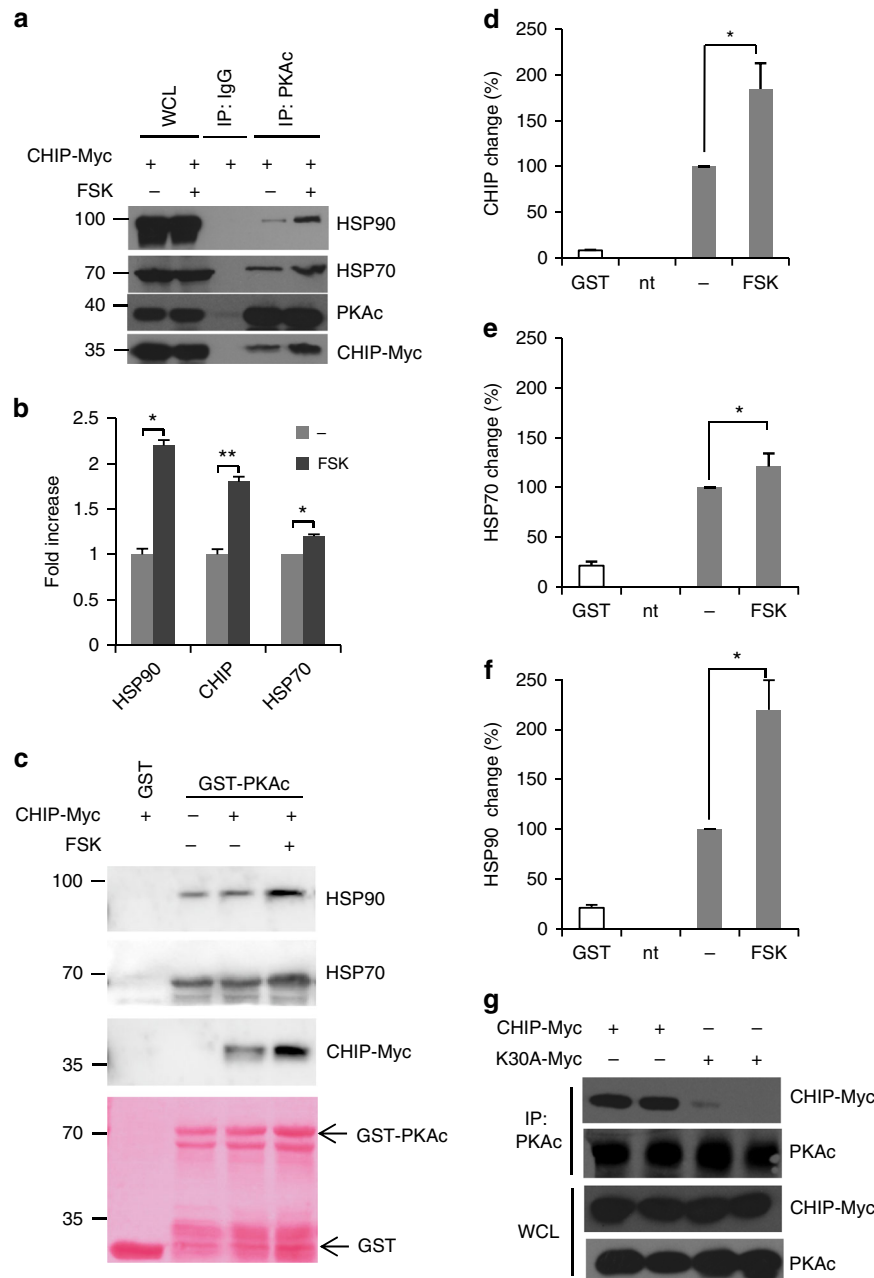 a
WCL
IP: IgG
IP: PKAc
CHIP-Myc + + + + +
FSK – + – +
100 HSP90
70 HSP70
40 PKAc
35 CHIP-Myc
b
Fold increase
2.5
2
1.5
1
0.5
0
* ** *
–
FSK
HSP90 CHIP HSP70
c
GST
GST-PKAc
CHIP-Myc + – + +
FSK – – +
100 HSP90
70 HSP70
35 CHIP-Myc
70 GST-PKAc
35
GST
d
CHIP change (%)
250
200
150
100
50
0
*
GST nt – FSK
e
HSP70 change (%)
250
200
150
100
50
0
*
GST nt – FSK
f
HSP90 change (%)
250
200
150
100
50
0
*
GST nt – FSK
g
CHIP-Myc + + – –
K30A-Myc – – + +
IP: PKAc
CHIP-Myc
PKAc
WCL
CHIP-Myc
PKAc